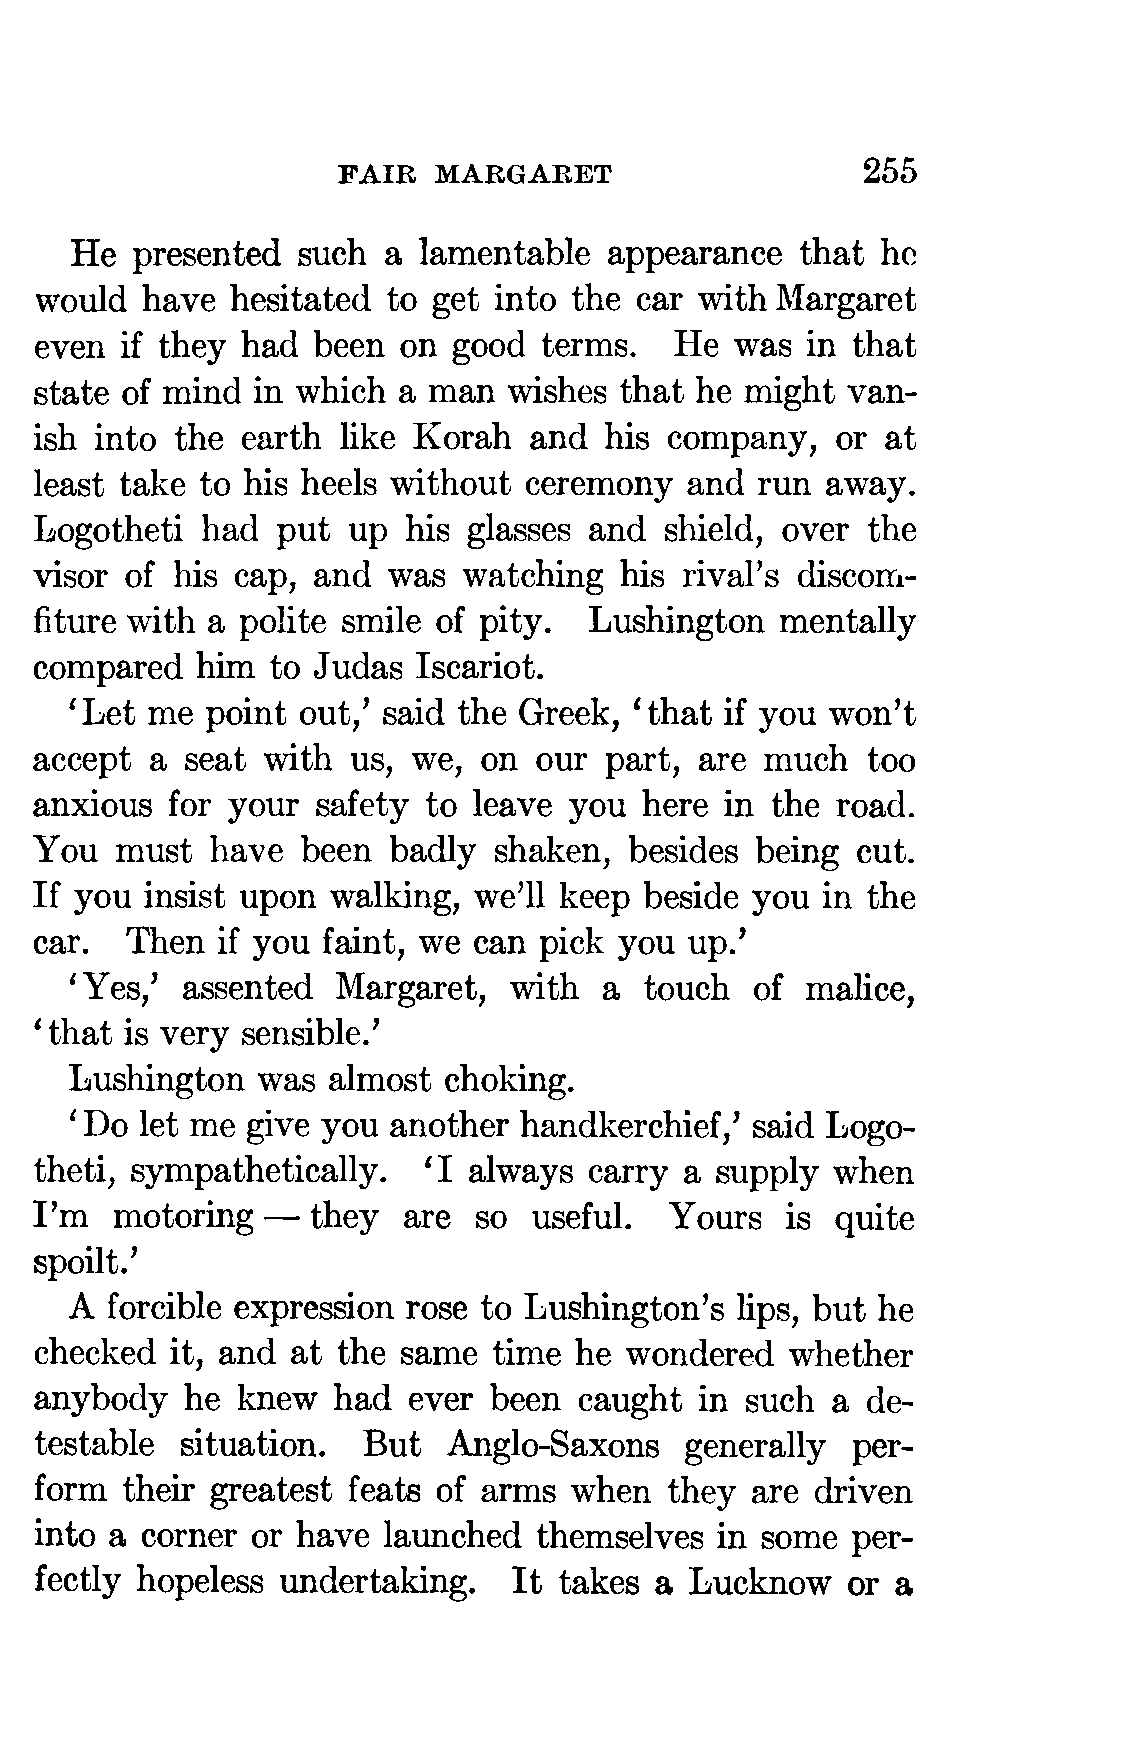 FAIR MARGARET 255
He presented such a lamentable appearance that he
would have hesitated to get into the car with Margaret
even if they had been on good terms. He was in that
state of mind in which a man wishes that he might van-
ish into the earth like Korah and his company, or at
least take to his heels without ceremony and run away.
Logotheti had put up his glasses and shield, over the
visor of his cap, and was watching his rival's discom-
fiture with a polite smile of pity. Lushington mentally
compared him to Judas Iscariot.
'Let me point out,' said the Greek, 'that if you won't
accept a seat with us, we, on our part, are much too
anxious for your safety to leave you here in the road.
You must have been badly shaken, besides being cut.
If you insist upon walking, we'll keep beside you in the
car. Then if you faint, we can pick you up.'
'Yes,' assented Margaret, with a touch of malice,
'that is very sensible.'
Lushington was almost choking.
'Do let me give you another handkerchief,' said Logo-
theti, sympathetically. 'I always carry a supply when
I'm motoring — they are so useful. Yours is quite
spoilt.'
A forcible expression rose to Lushington's lips, but he
checked it, and at the same time he wondered whether
anybody he knew had ever been caught in such a de-
testable situation. But Anglo-Saxons generally per-
form their greatest feats of arms when they are driven
into a corner or have launched themselves in some per-
fectly hopeless undertaking. It takes a Lucknow or a